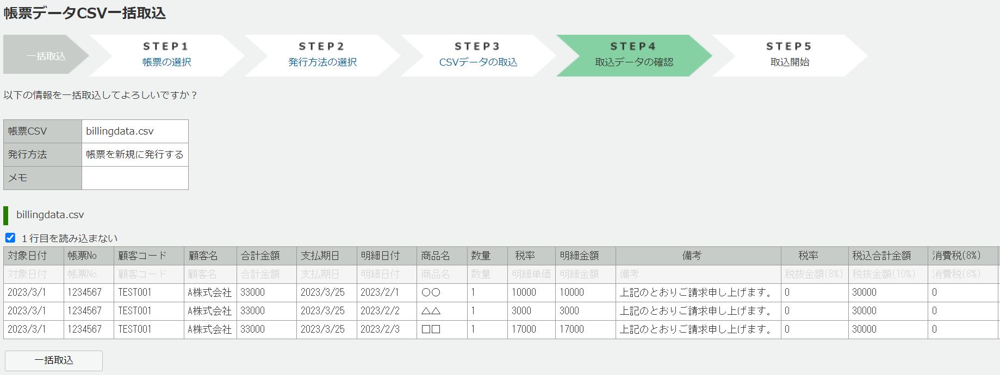 帳票データCSV一括取込
一括取込
STEP1
帳票の選択
STEP2
発行方法の選択
STEP3
CSVデータの取込
STEP4
取込データの確認
STEP5
取込開始
以下の情報を一括取込してよろしいですか？
帳票CSV billingdata.csv
発行方法 帳票を新規に発行する
メモ
billingdata.csv
１行目を読み込まない
対象日付 帳票No 顧客コード 顧客名 合計金額 支払期日 明細日付 商品名 数量 税率 明細金額 備考 税率 税込合計金額 消費税(8%)
対象日付 帳票No 顧客コード 顧客名 合計金額 支払期日 明細日付 商品名 数量 明細単価 明細金額 備考 税抜金額(8%) 税抜金額(10%) 消費税(8%)
2023/3/1 1234567 TEST001 A株式会社 33000 2023/3/25 2023/2/1 〇〇 1 10000 10000 上記のとおりご請求申し上げます。 0 30000 0
2023/3/1 1234567 TEST001 A株式会社 33000 2023/3/25 2023/2/2 △△ 1 3000 3000 上記のとおりご請求申し上げます。 0 30000 0
2023/3/1 1234567 TEST001 A株式会社 33000 2023/3/25 2023/2/3 □□ 1 17000 17000 上記のとおりご請求申し上げます。 0 30000 0
一括取込